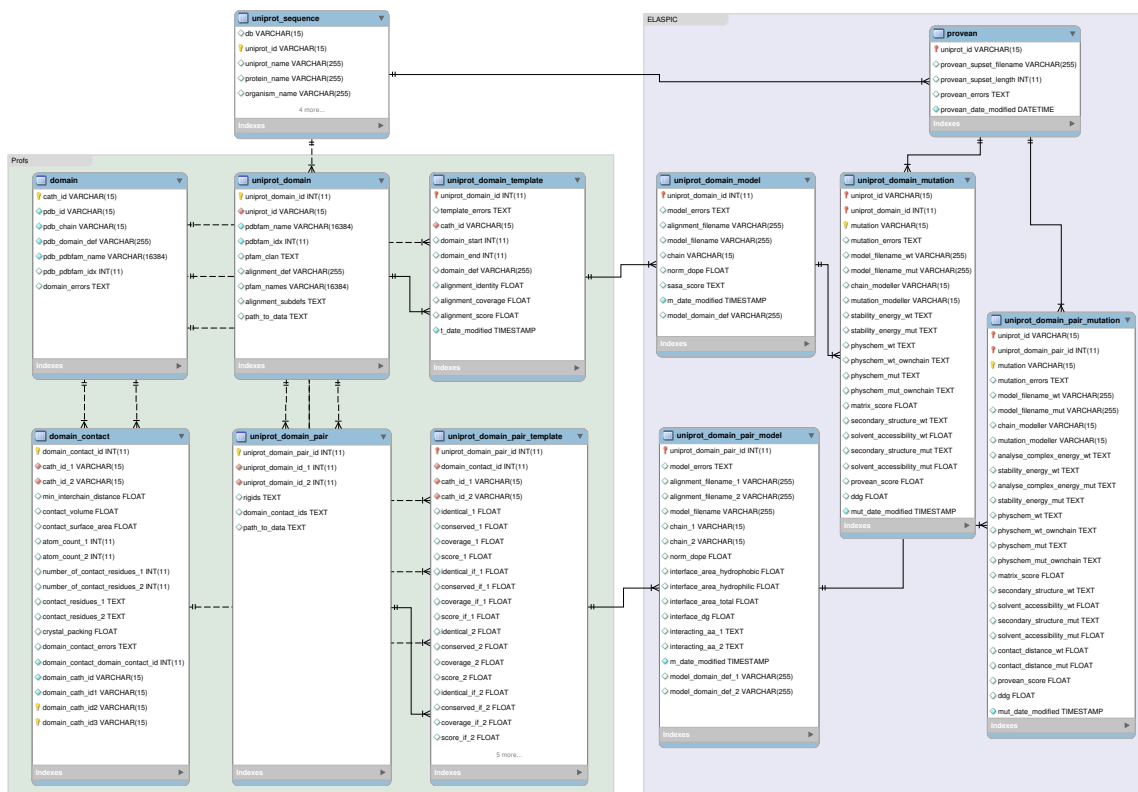 uniprot_sequence
db VARCHAR(15)
uniprot_id VARCHAR(15)
uniprot_name VARCHAR(255)
protein_name VARCHAR(255)
organism_name VARCHAR(255)
4 more...
Indexes
ELASPIC
provean
uniprot_id VARCHAR(15)
provean_supset_filename VARCHAR(255)
provean_supset_length INT(11)
provean_errors TEXT
provean_date_modified DATETIME
Indexes
Profs
domain
cath_id VARCHAR(15)
pdb_id VARCHAR(15)
pdb_chain VARCHAR(15)
pdb_domain_def VARCHAR(255)
pdb_pdbfam_name VARCHAR(16384)
pdb_pdbfam_idx INT(11)
domain_errors TEXT
Indexes
uniprot_domain
uniprot_domain_id INT(11)
uniprot_id VARCHAR(15)
pdbfam_name VARCHAR(16384)
pdbfam_idx INT(11)
pfam_clan TEXT
alignment_def VARCHAR(255)
pfam_names VARCHAR(16384)
alignment_subdefs TEXT
path_to_data TEXT
Indexes
uniprot_domain_template
uniprot_domain_id INT(11)
template_errors TEXT
cath_id VARCHAR(15)
domain_start INT(11)
domain_end INT(11)
domain_def VARCHAR(255)
alignment_identity FLOAT
alignment_coverage FLOAT
alignment_score FLOAT
t_date_modified TIMESTAMP
Indexes
uniprot_domain_model
uniprot_domain_id INT(11)
model_errors TEXT
alignment_filename VARCHAR(255)
model_filename VARCHAR(255)
chain VARCHAR(15)
norm_dope FLOAT
sasa_score TEXT
m_date_modified TIMESTAMP
model_domain_def VARCHAR(255)
Indexes
uniprot_domain_mutation
uniprot_id VARCHAR(15)
uniprot_domain_id INT(11)
mutation VARCHAR(15)
mutation_errors TEXT
model_filename_wt VARCHAR(255)
model_filename_mut VARCHAR(255)
chain_modeller VARCHAR(15)
mutation_modeller VARCHAR(15)
stability_energy_wt TEXT
stability_energy_mut TEXT
physchem_wt TEXT
physchem_wt_ownchain TEXT
physchem_mut TEXT
physchem_mut_ownchain TEXT
matrix_score FLOAT
secondary_structure_wt TEXT
solvent_accessibility_wt FLOAT
secondary_structure_mut TEXT
solvent_accessibility_mut FLOAT
provean_score FLOAT
ddg FLOAT
mut_date_modified TIMESTAMP
Indexes
uniprot_domain_pair_mutation
uniprot_id VARCHAR(15)
uniprot_domain_pair_id INT(11)
mutation VARCHAR(15)
mutation_errors TEXT
model_filename_wt VARCHAR(255)
model_filename_mut VARCHAR(255)
chain_modeller VARCHAR(15)
mutation_modeller VARCHAR(15)
analyse_complex_energy_wt TEXT
stability_energy_wt TEXT
analyse_complex_energy_mut TEXT
stability_energy_mut TEXT
physchem_wt TEXT
physchem_wt_ownchain TEXT
physchem_mut TEXT
physchem_mut_ownchain TEXT
matrix_score FLOAT
secondary_structure_wt TEXT
solvent_accessibility_wt FLOAT
secondary_structure_mut TEXT
solvent_accessibility_mut FLOAT
contact_distance_wt FLOAT
contact_distance_mut FLOAT
provean_score FLOAT
ddg FLOAT
mut_date_modified TIMESTAMP
Indexes
domain_contact
domain_contact_id INT(11)
cath_id_1 VARCHAR(15)
cath_id_2 VARCHAR(15)
min_interchain_distance FLOAT
contact_volume FLOAT
contact_surface_area FLOAT
atom_count_1 INT(11)
atom_count_2 INT(11)
number_of_contact_residues_1 INT(11)
number_of_contact_residues_2 INT(11)
contact_residues_1 TEXT
contact_residues_2 TEXT
crystal_packing FLOAT
domain_contact_errors TEXT
domain_contact_domain_contact_id INT(11)
domain_cath_id VARCHAR(15)
domain_cath_id1 VARCHAR(15)
domain_cath_id2 VARCHAR(15)
domain_cath_id3 VARCHAR(15)
Indexes
uniprot_domain_pair
uniprot_domain_pair_id INT(11)
uniprot_domain_id_1 INT(11)
uniprot_domain_id_2 INT(11)
rigids TEXT
domain_contact_ids TEXT
path_to_data TEXT
Indexes
uniprot_domain_pair_template
uniprot_domain_pair_id INT(11)
domain_contact_id INT(11)
cath_id_1 VARCHAR(15)
cath_id_2 VARCHAR(15)
identical_1 FLOAT
conserved_1 FLOAT
coverage_1 FLOAT
score_1 FLOAT
identical_if_1 FLOAT
conserved_if_1 FLOAT
coverage_if_1 FLOAT
score_if_1 FLOAT
identical_2 FLOAT
conserved_2 FLOAT
coverage_2 FLOAT
score_2 FLOAT
identical_if_2 FLOAT
conserved_if_2 FLOAT
coverage_if_2 FLOAT
score_if_2 FLOAT
5 more...
Indexes
uniprot_domain_pair_model
uniprot_domain_pair_id INT(11)
model_errors TEXT
alignment_filename_1 VARCHAR(255)
alignment_filename_2 VARCHAR(255)
model_filename VARCHAR(255)
chain_1 VARCHAR(15)
chain_2 VARCHAR(15)
norm_dope FLOAT
interface_area_hydrophobic FLOAT
interface_area_hydrophilic FLOAT
interface_area_total FLOAT
interface_dg FLOAT
interacting_aa_1 TEXT
interacting_aa_2 TEXT
m_date_modified TIMESTAMP
model_domain_def_1 VARCHAR(255)
model_domain_def_2 VARCHAR(255)
Indexes